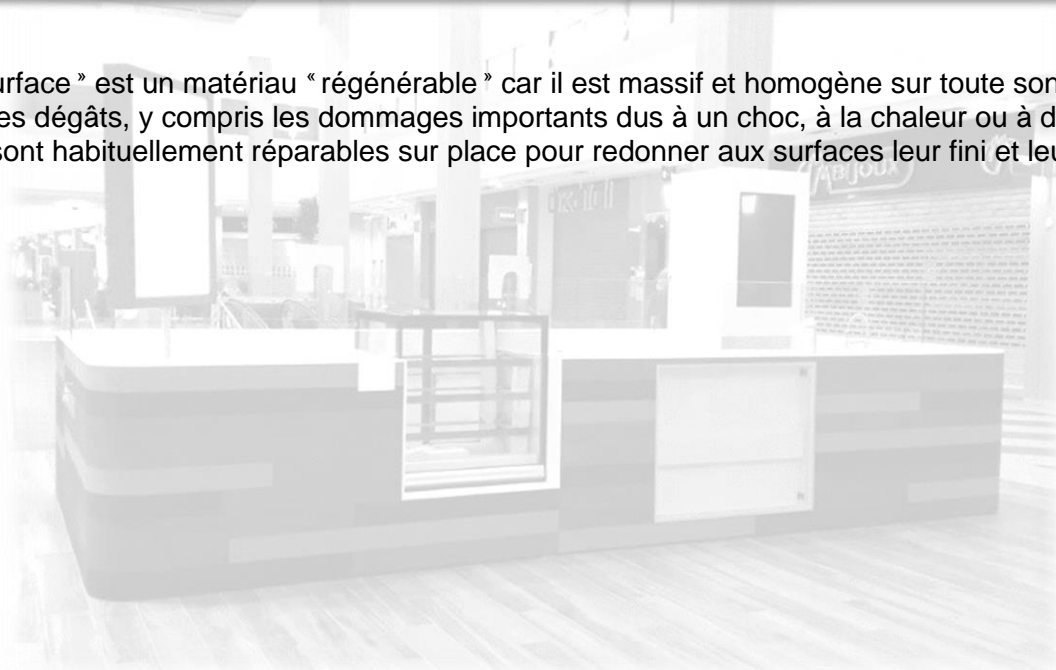 urface » est un matériau « régénérable » car il est massif et homogène sur toute son
es dégâts, y compris les dommages importants dus à un choc, à la chaleur ou à d
sont habituellement réparables sur place pour redonner aux surfaces leur fini et leu
ABIJOUX